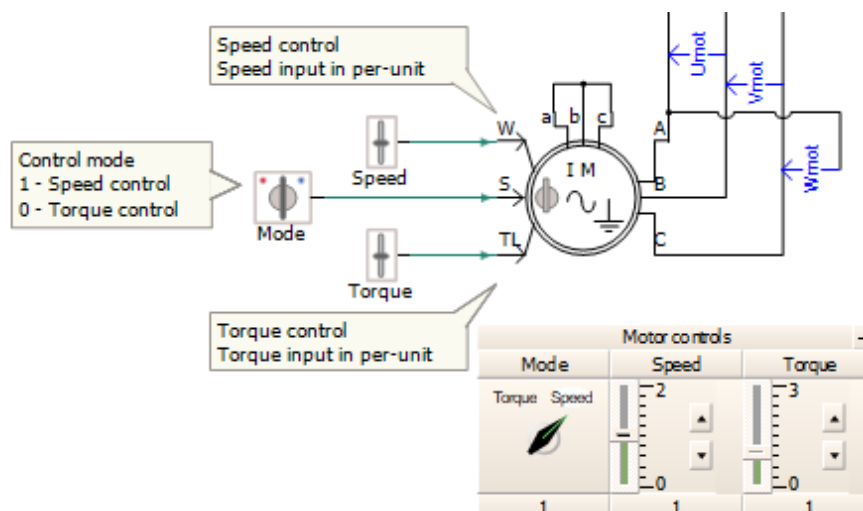 Speed control
Speed input in per-unit
Umot
Vmot
Wmot
a
b
c
A
W
I M
Speed
Control mode
1 - Speed control
0 - Torque control
S
B
Mode
TL
C
Torque
Torque control
Torque input in per-unit
Motor controls
Mode
Speed
Torque
Torque Speed
2
3
0
0
1
1
1